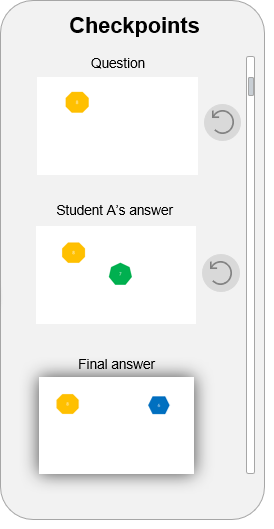 Checkpoints
Question
Student A's answer
Final answer